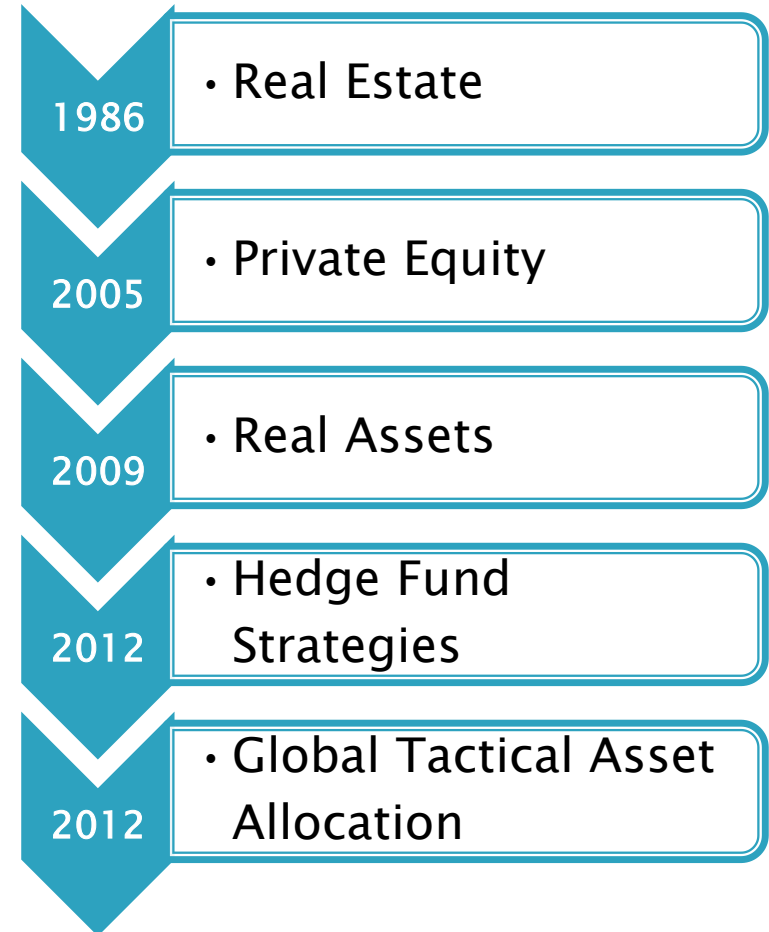 1986
• Real Estate
2005
• Private Equity
2009
• Real Assets
2012
• Hedge Fund
Strategies
2012
• Global Tactical Asset
Allocation